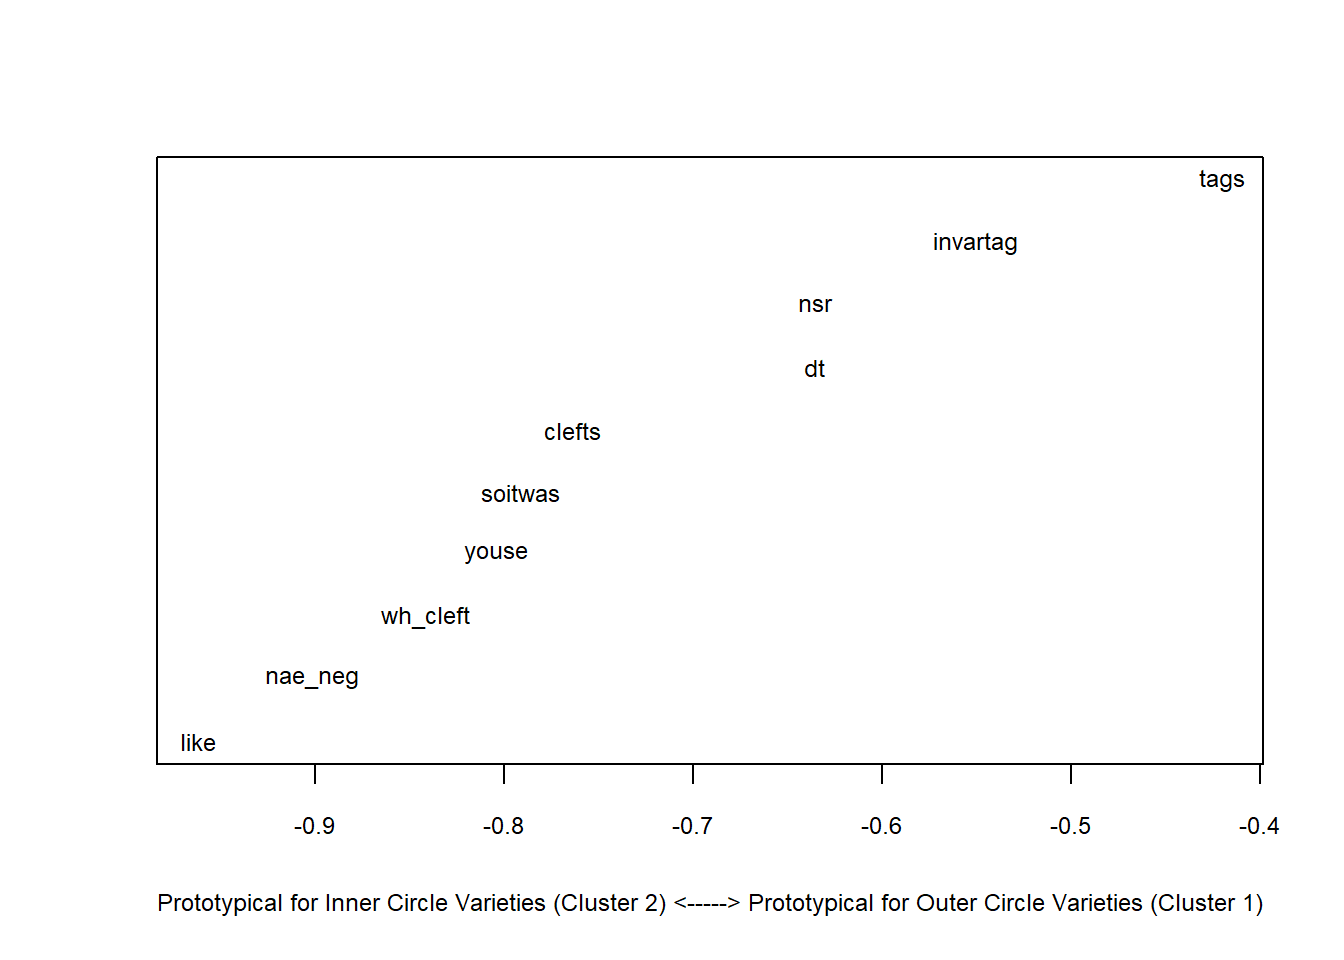 tags
invartag
nsr
dt
clefts
soitwas
youse
wh_cleft
nae_neg
like
-0.9 -0.8 -0.7 -0.6 -0.5 -0.4
Prototypical for Inner Circle Varieties (Cluster 2) <-----> Prototypical for Outer Circle Varieties (Cluster 1)